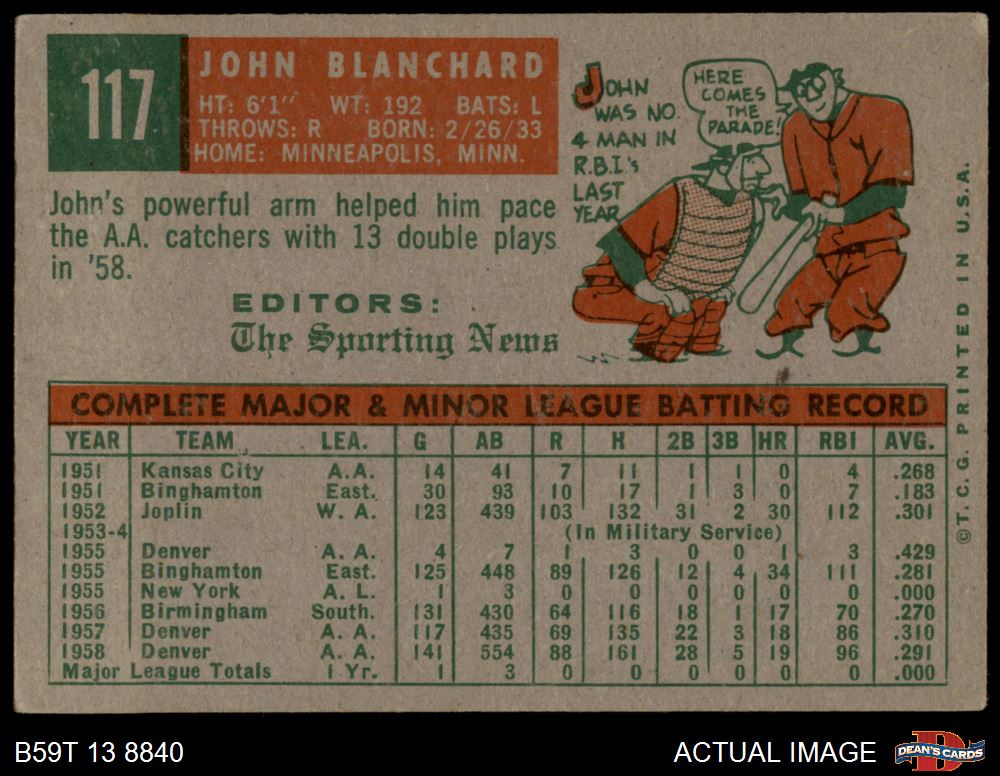 117
JOHN BLANCHARD
HT: 6'1" WT: 192 BATS: L
THROWS: R BORN: 2/26/33
HOME: MINNEAPOLIS, MINN.
John's powerful arm helped him pace
the A.A. catchers with 13 double plays
in '58.
EDITORS:
The Sporting News
JOHN
WAS NO.
4 MAN IN
R.B.I.'s
LAST
YEAR
HERE
COMES
THE
PARADE!
COMPLETE MAJOR & MINOR LEAGUE BATTING RECORD
YEAR TEAM LEA. G AB R H 2B 3B HR RBI AVG.
1951 Kansas City A.A. 14 41 7 11 1 1 0 4 .268
1951 Binghamton East. 30 93 10 17 1 3 0 7 .183
1952 Joplin W. A. 123 439 103 132 31 2 30 112 .301
1953-4 (In Military Service)
1955 Denver A. A. 4 7 1 3 0 0 1 3 .429
1955 Binghamton East. 125 448 89 126 12 4 34 111 .281
1955 New York A. L. 1 3 0 0 0 0 0 0 .000
1956 Birmingham South. 131 430 64 116 18 1 17 70 .270
1957 Denver A. A. 117 435 69 135 22 3 18 86 .310
1958 Denver A. A. 141 554 88 161 28 5 19 96 .291
Major League Totals 1 Yr. 1 3 0 0 0 0 0 0 .000
©T.C.G. PRINTED IN U.S.A.
B59T 13 8840
ACTUAL IMAGE
D
DEAN'S CARDS